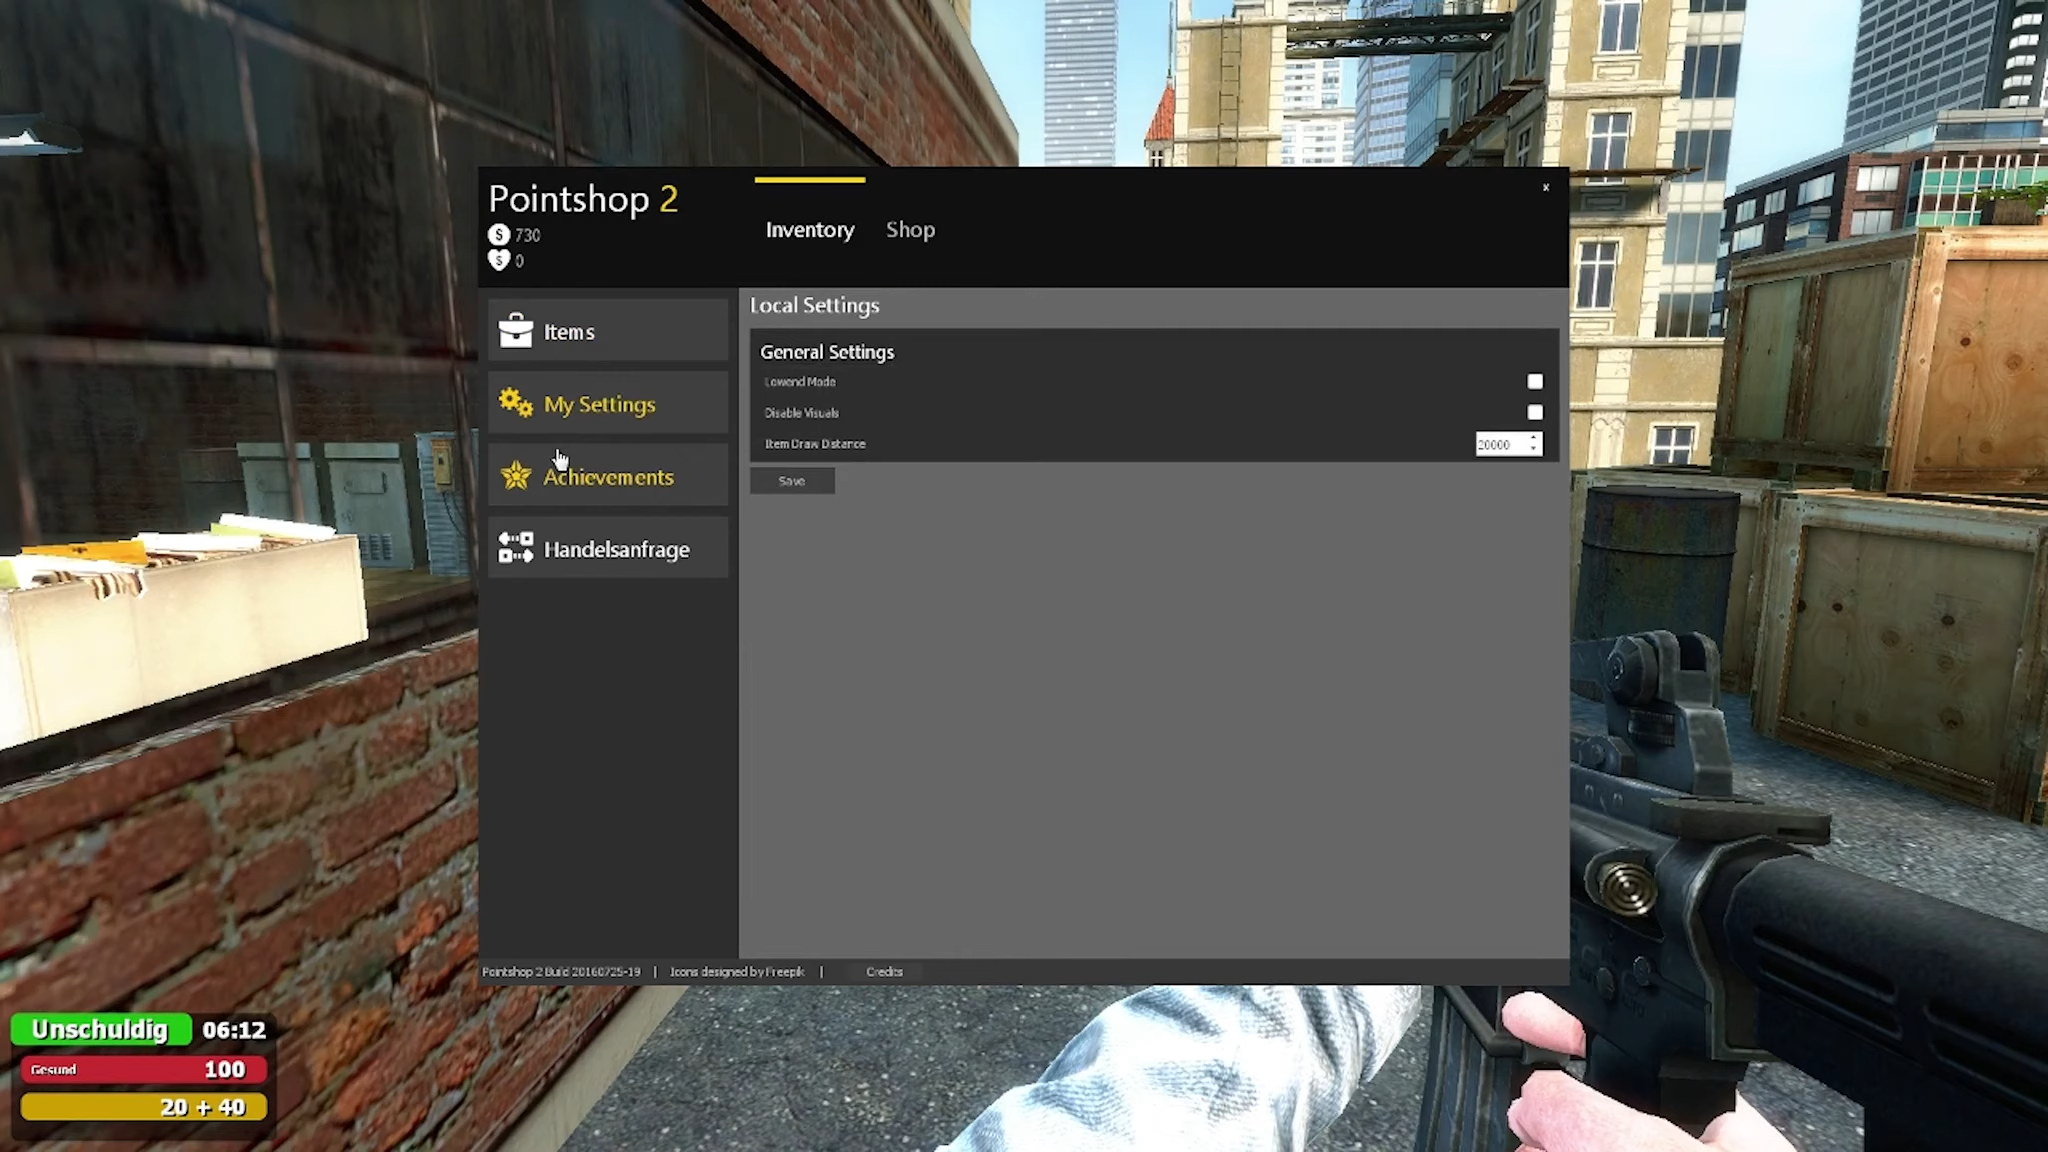 Pointshop 2
730
0
Inventory
Shop
x
Items
My Settings
Achievements
Handelsanfrage
Local Settings
General Settings
Lowend Mode
Disable Visuals
Item Draw Distance
20000
Save
Pointshop 2 Build 20160725-19 | Icons designed by Freepik | Credits
Unschuldig 06:12
Gesund 100
20 + 40